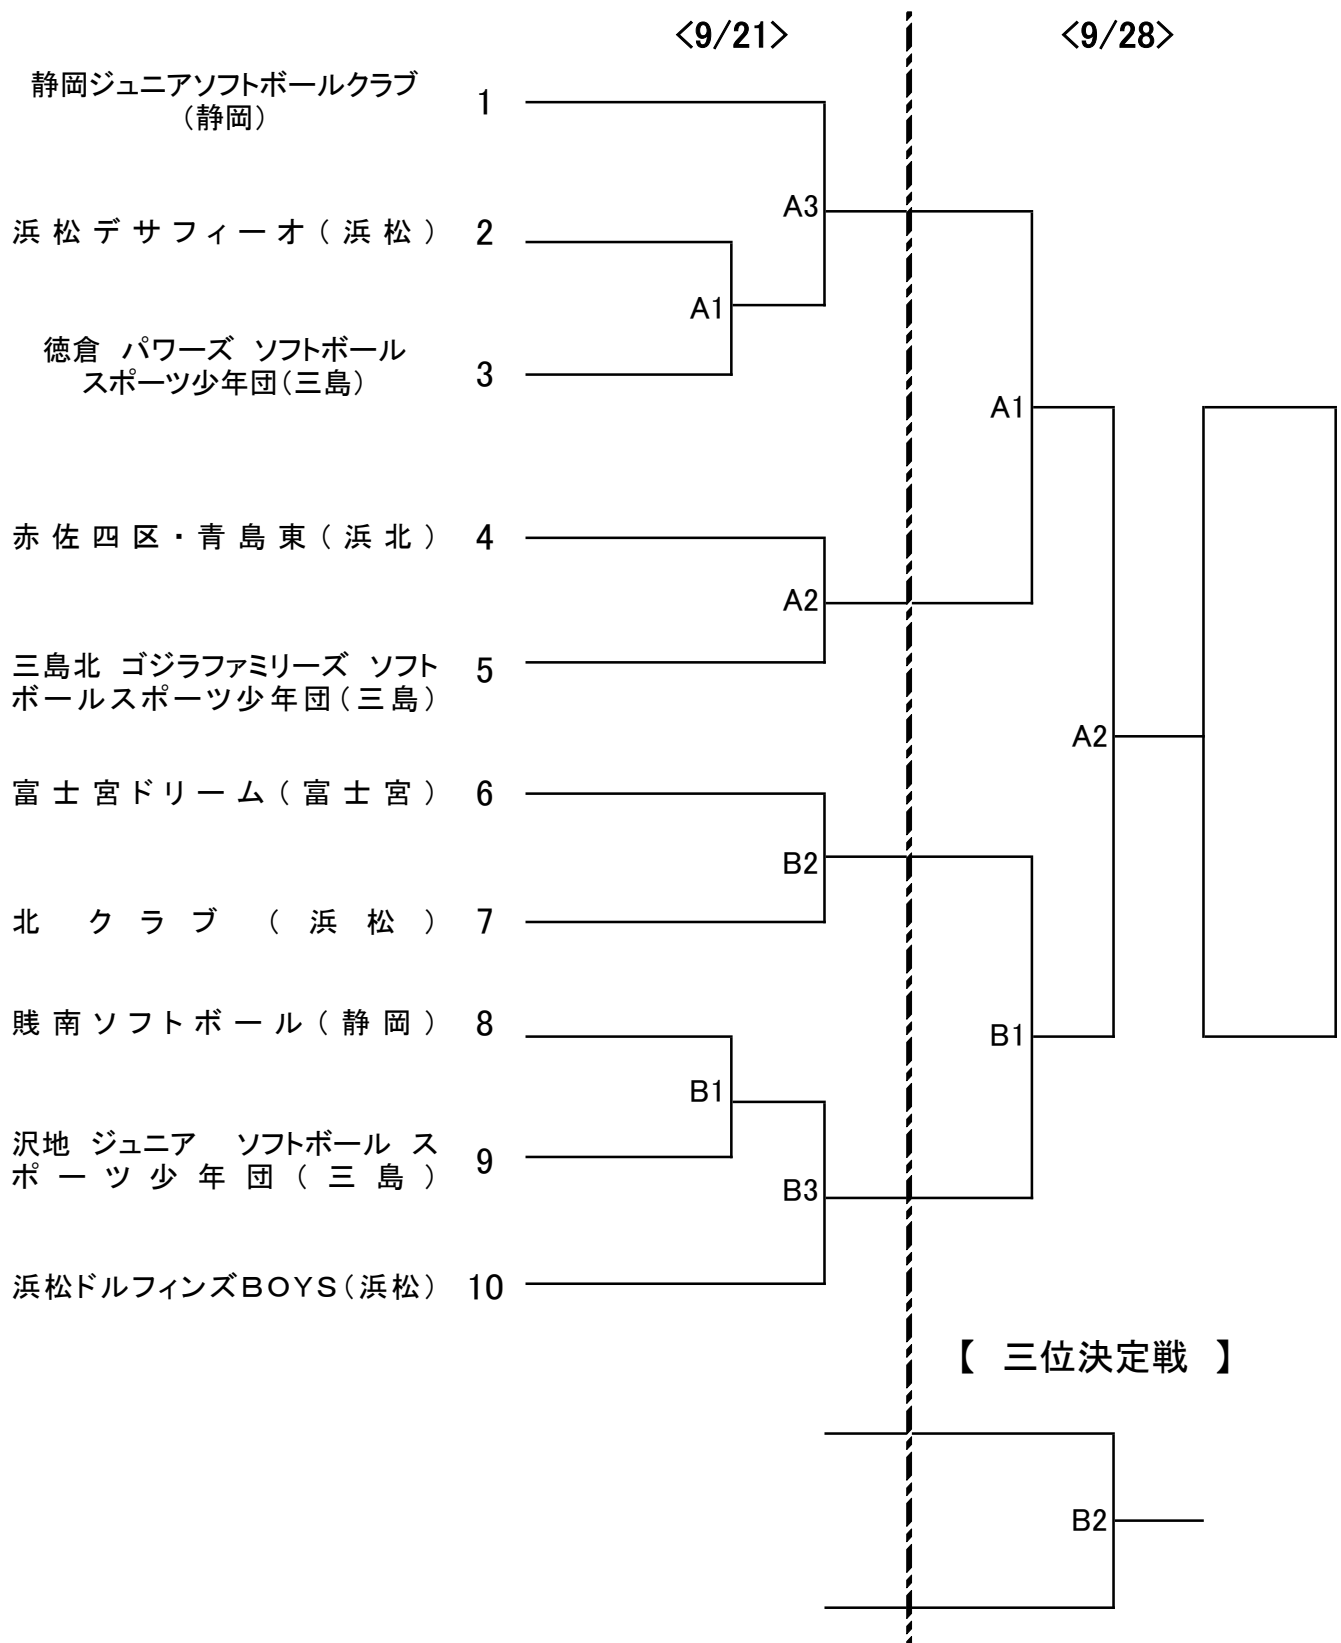 <9/21>
<9/28>
静岡ジュニアソフトボールクラブ
（静岡）
1
A3
浜松デサフィーオ（浜松）
2
A1
徳倉 パワーズ ソフトボール
スポーツ少年団（三島）
3
A1
赤佐四区・青島東（浜北）
4
A2
三島北 ゴジラファミリーズ ソフト
ボールスポーツ少年団（三島）
5
A2
富士宮ドリーム（富士宮）
6
B2
北クラブ（浜松）
7
賎南ソフトボール（静岡）
8
B1
B1
沢地 ジュニア ソフトボール ス
ポーツ少年団（三島）
9
B3
浜松ドルフィンズBOYS（浜松）
10
【 三位決定戦 】
B2